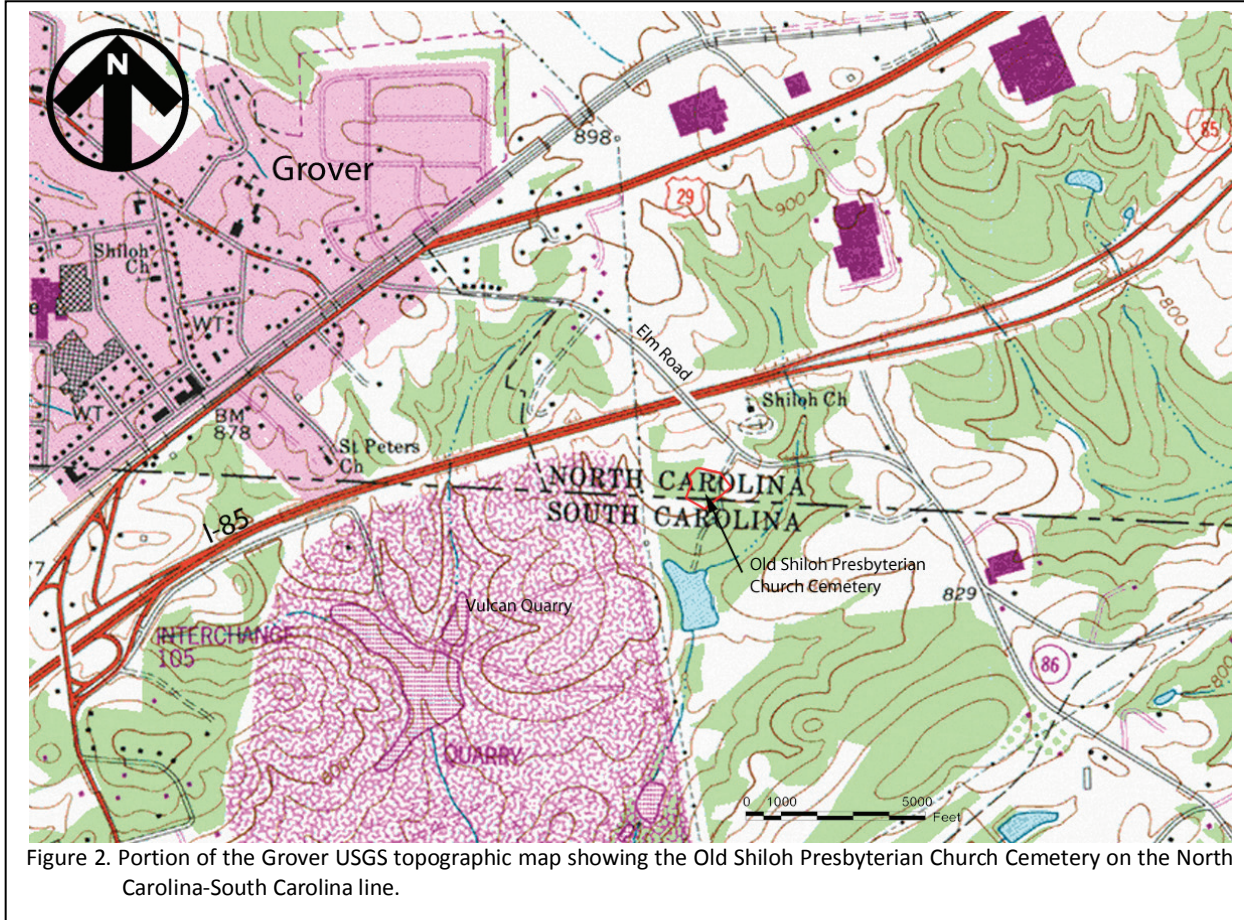 N
Grover
898
29
900
85
Shiloh
Ch
WT
800
Elm Road
Shiloh Ch
WT
BM
878
St Peters
Ch
NORTH CAROLINA
SOUTH CAROLINA
I-85
77
Old Shiloh Presbyterian
Church Cemetery
800
829
Vulcan Quarry
INTERCHANGE
105
86
800
QUARRY
800
0 1000 5000
Feet
Figure 2. Portion of the Grover USGS topographic map showing the Old Shiloh Presbyterian Church Cemetery on the North
Carolina-South Carolina line.